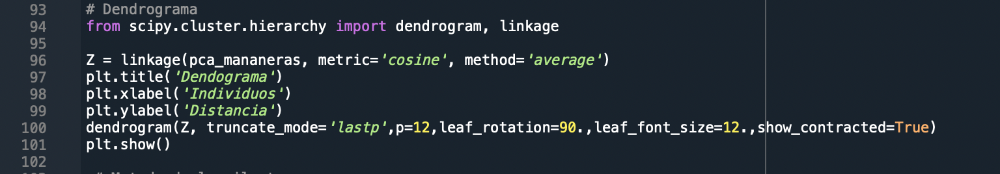 93 # Dendrograma
94 from scipy.cluster.hierarchy import dendrogram, linkage
95
96 Z = linkage(pca_mananeras, metric='cosine', method='average')
97 plt.title('Dendograma')
98 plt.xlabel('Individuos')
99 plt.ylabel('Distancia')
100 dendrogram(Z, truncate_mode='lastp',p=12,leaf_rotation=90.,leaf_font_size=12.,show_contracted=True)
101 plt.show()
102